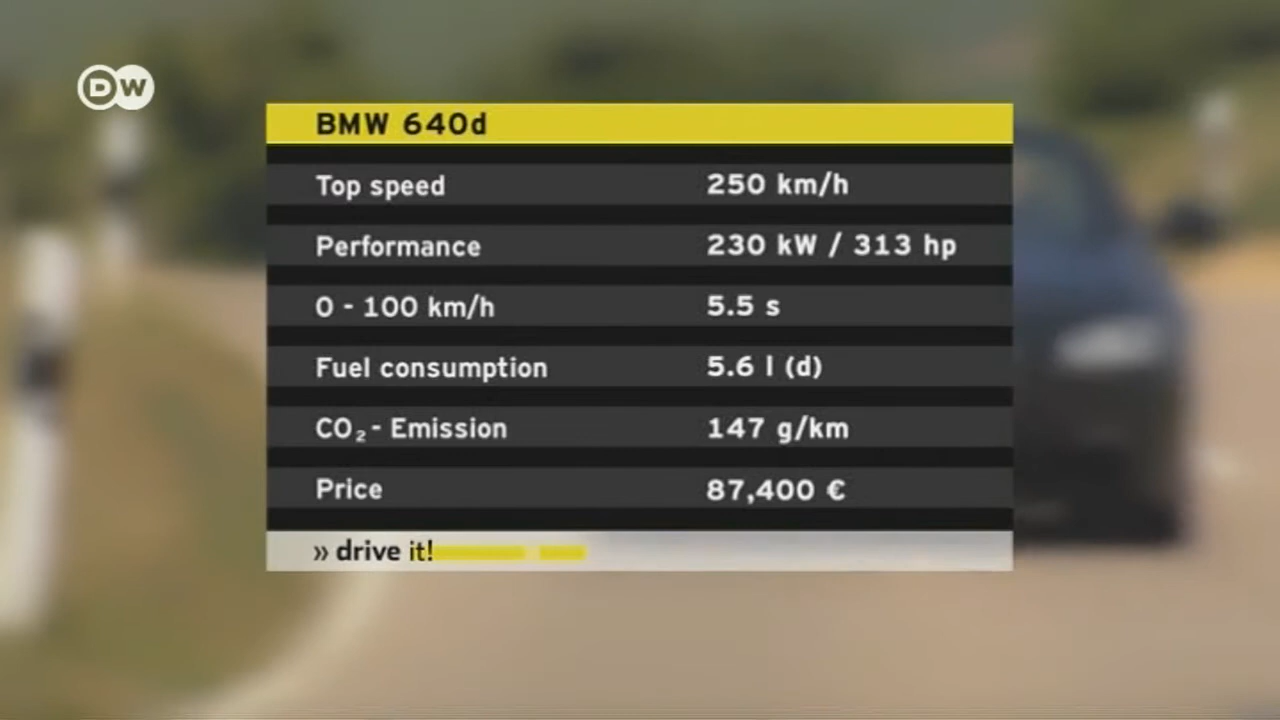 DW
BMW 640d
Top speed 250 km/h
Performance 230 kW / 313 hp
0 - 100 km/h 5.5 s
Fuel consumption 5.6 l (d)
CO₂- Emission 147 g/km
Price 87,400 €
» drive it!